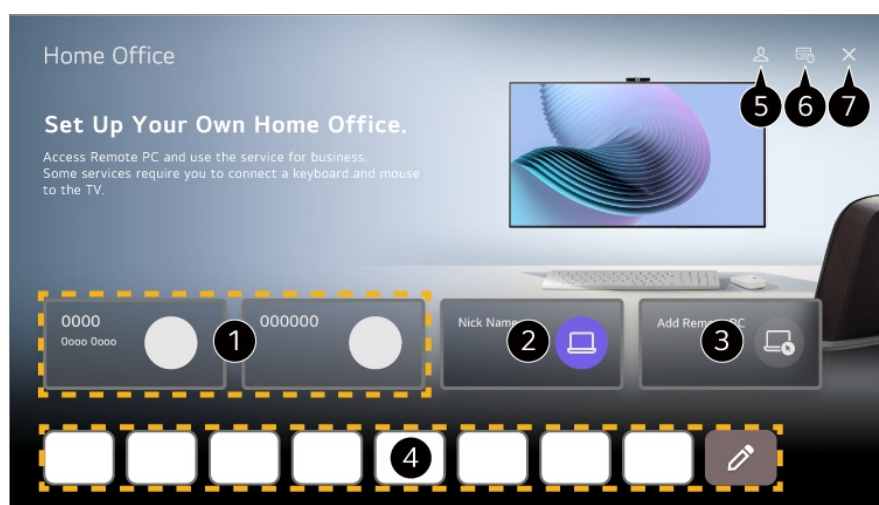 Home Office
5 6 7
Set Up Your Own Home Office.
Access Remote PC and use the service for business.
Some services require you to connect a keyboard and mouse
to the TV.
0000
0000 0000
1
000000
Nick Name
2
Add Remote PC
3
4